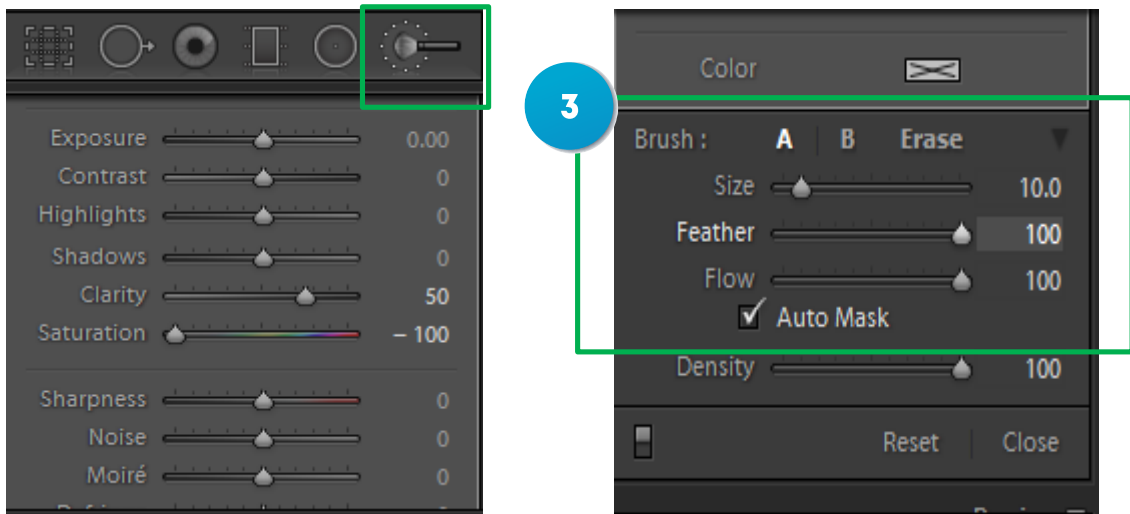 Exposure 0.00
Contrast 0
Highlights 0
Shadows 0
Clarity 50
Saturation – 100
Sharpness 0
Noise 0
Moiré 0
3
Color
Brush : A B Erase
Size 10.0
Feather 100
Flow 100
Auto Mask
Density 100
Reset Close